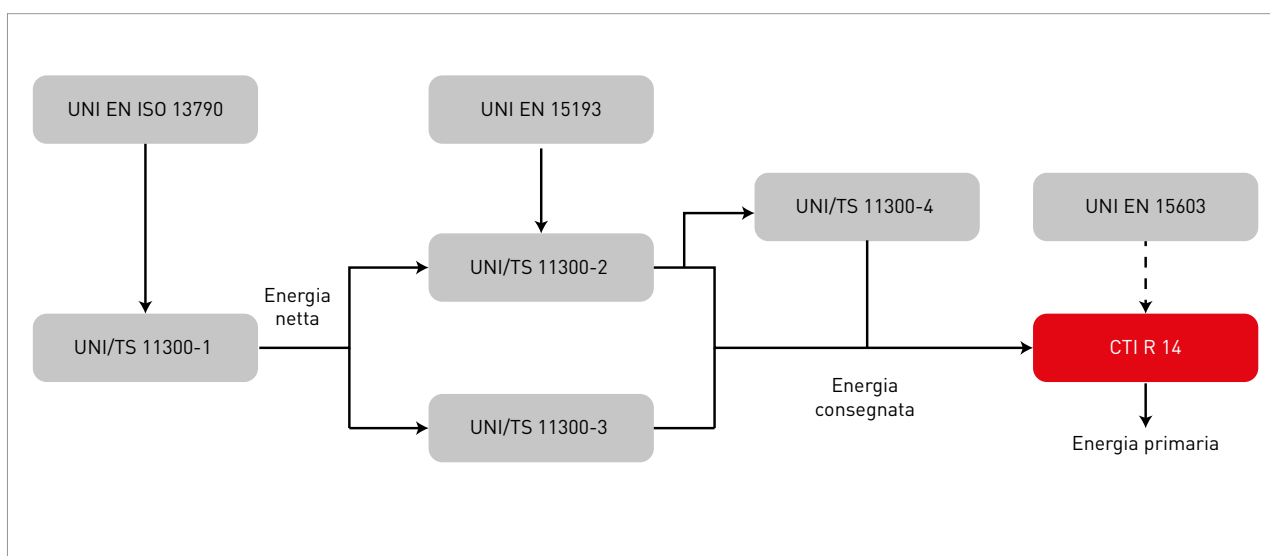 UNI EN ISO 13790
UNI EN 15193
UNI/TS 11300-4
UNI EN 15603
UNI/TS 11300-2
Energia
netta
UNI/TS 11300-1
CTI R 14
Energia
consegnata
UNI/TS 11300-3
Energia primaria